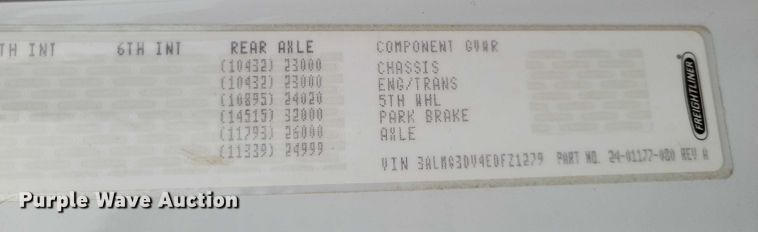 TH INT 6TH INT REAR AXLE COMPONENT GVWR
(10432) 23000 CHASSIS
(10432) 23000 ENG/TRANS
(10895) 24020 5TH WHL
(14515) 32000 PARK BRAKE
(11793) 26000 AXLE
(11339) 24999
VIN 3ALMA3DV4EDFZ1279 PART NO. 24-01177-080 REV A
FREIGHTLINER
Purple Wave Auction